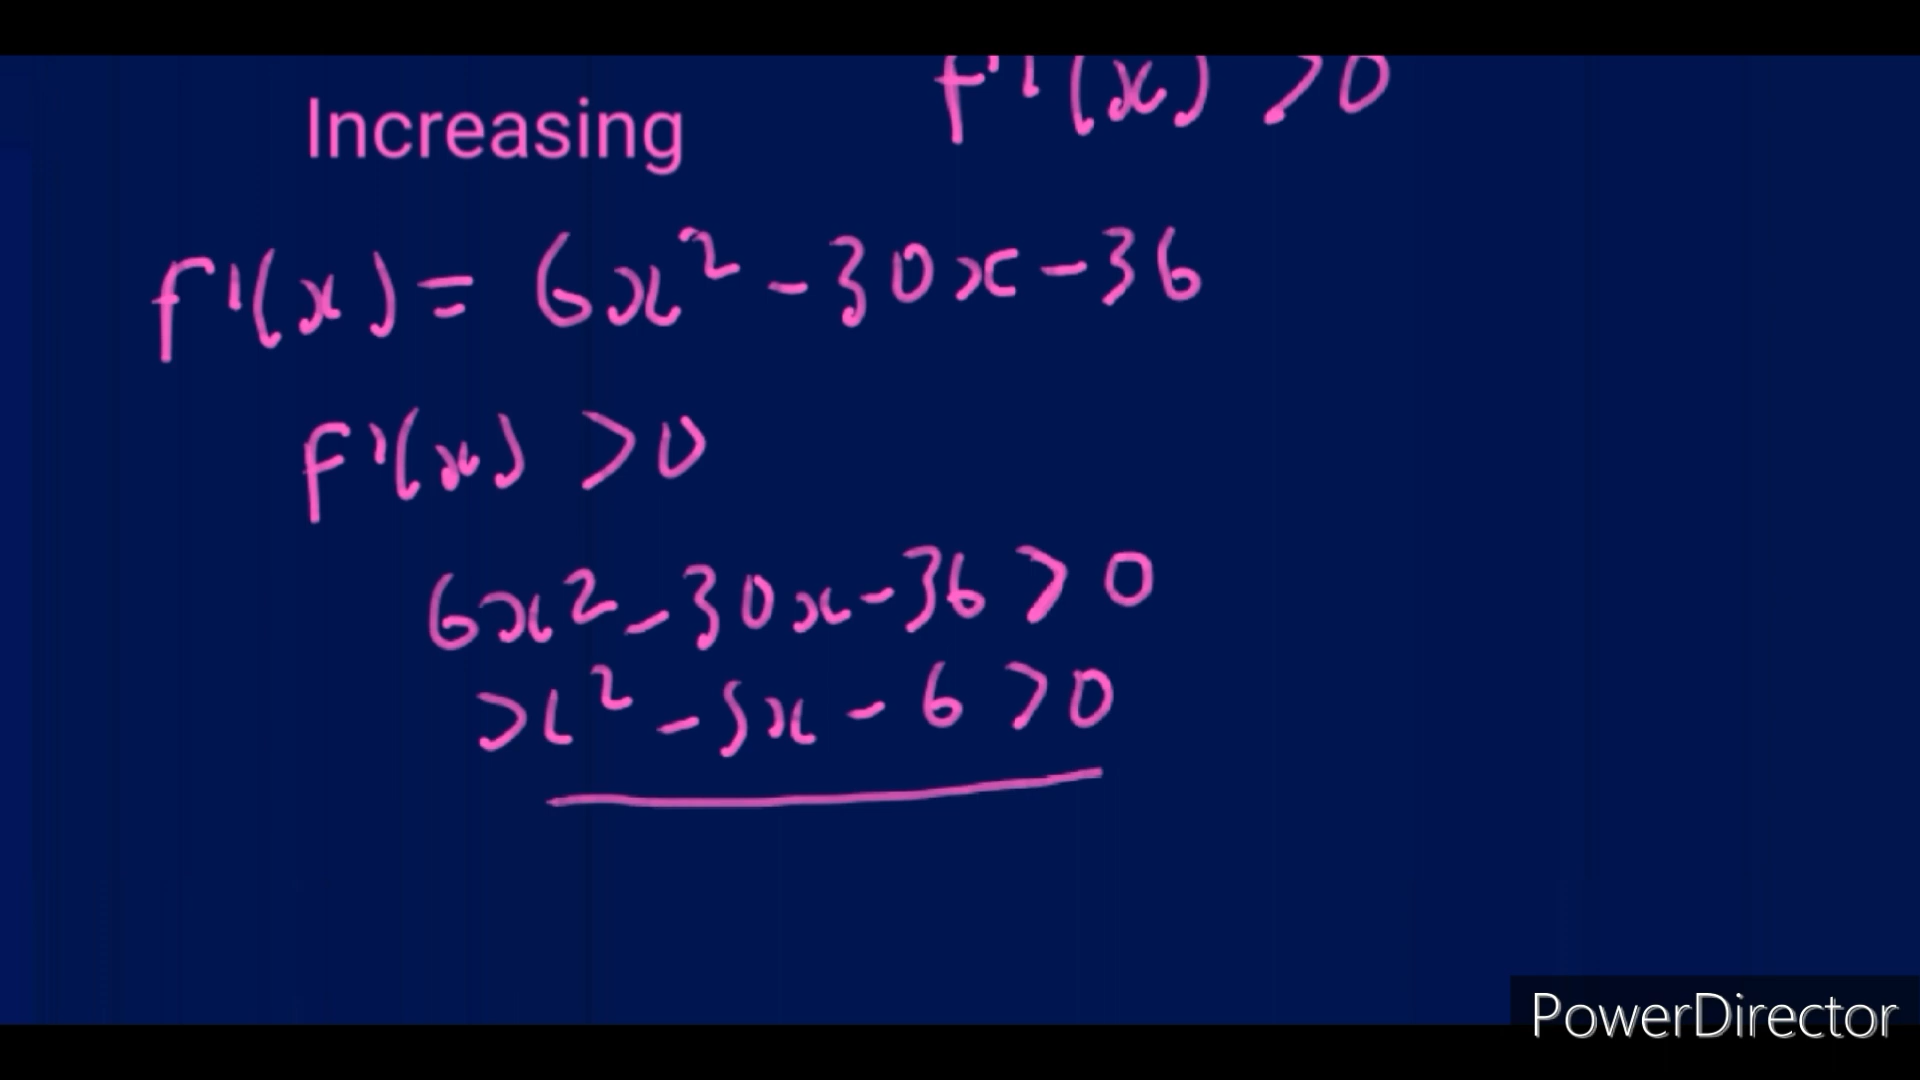 f'(x) >0
Increasing
f'(x) = 6x² - 30x - 36
f'(x) >0
6x² - 30x - 36 > 0
x² - 5x - 6 > 0
PowerDirector